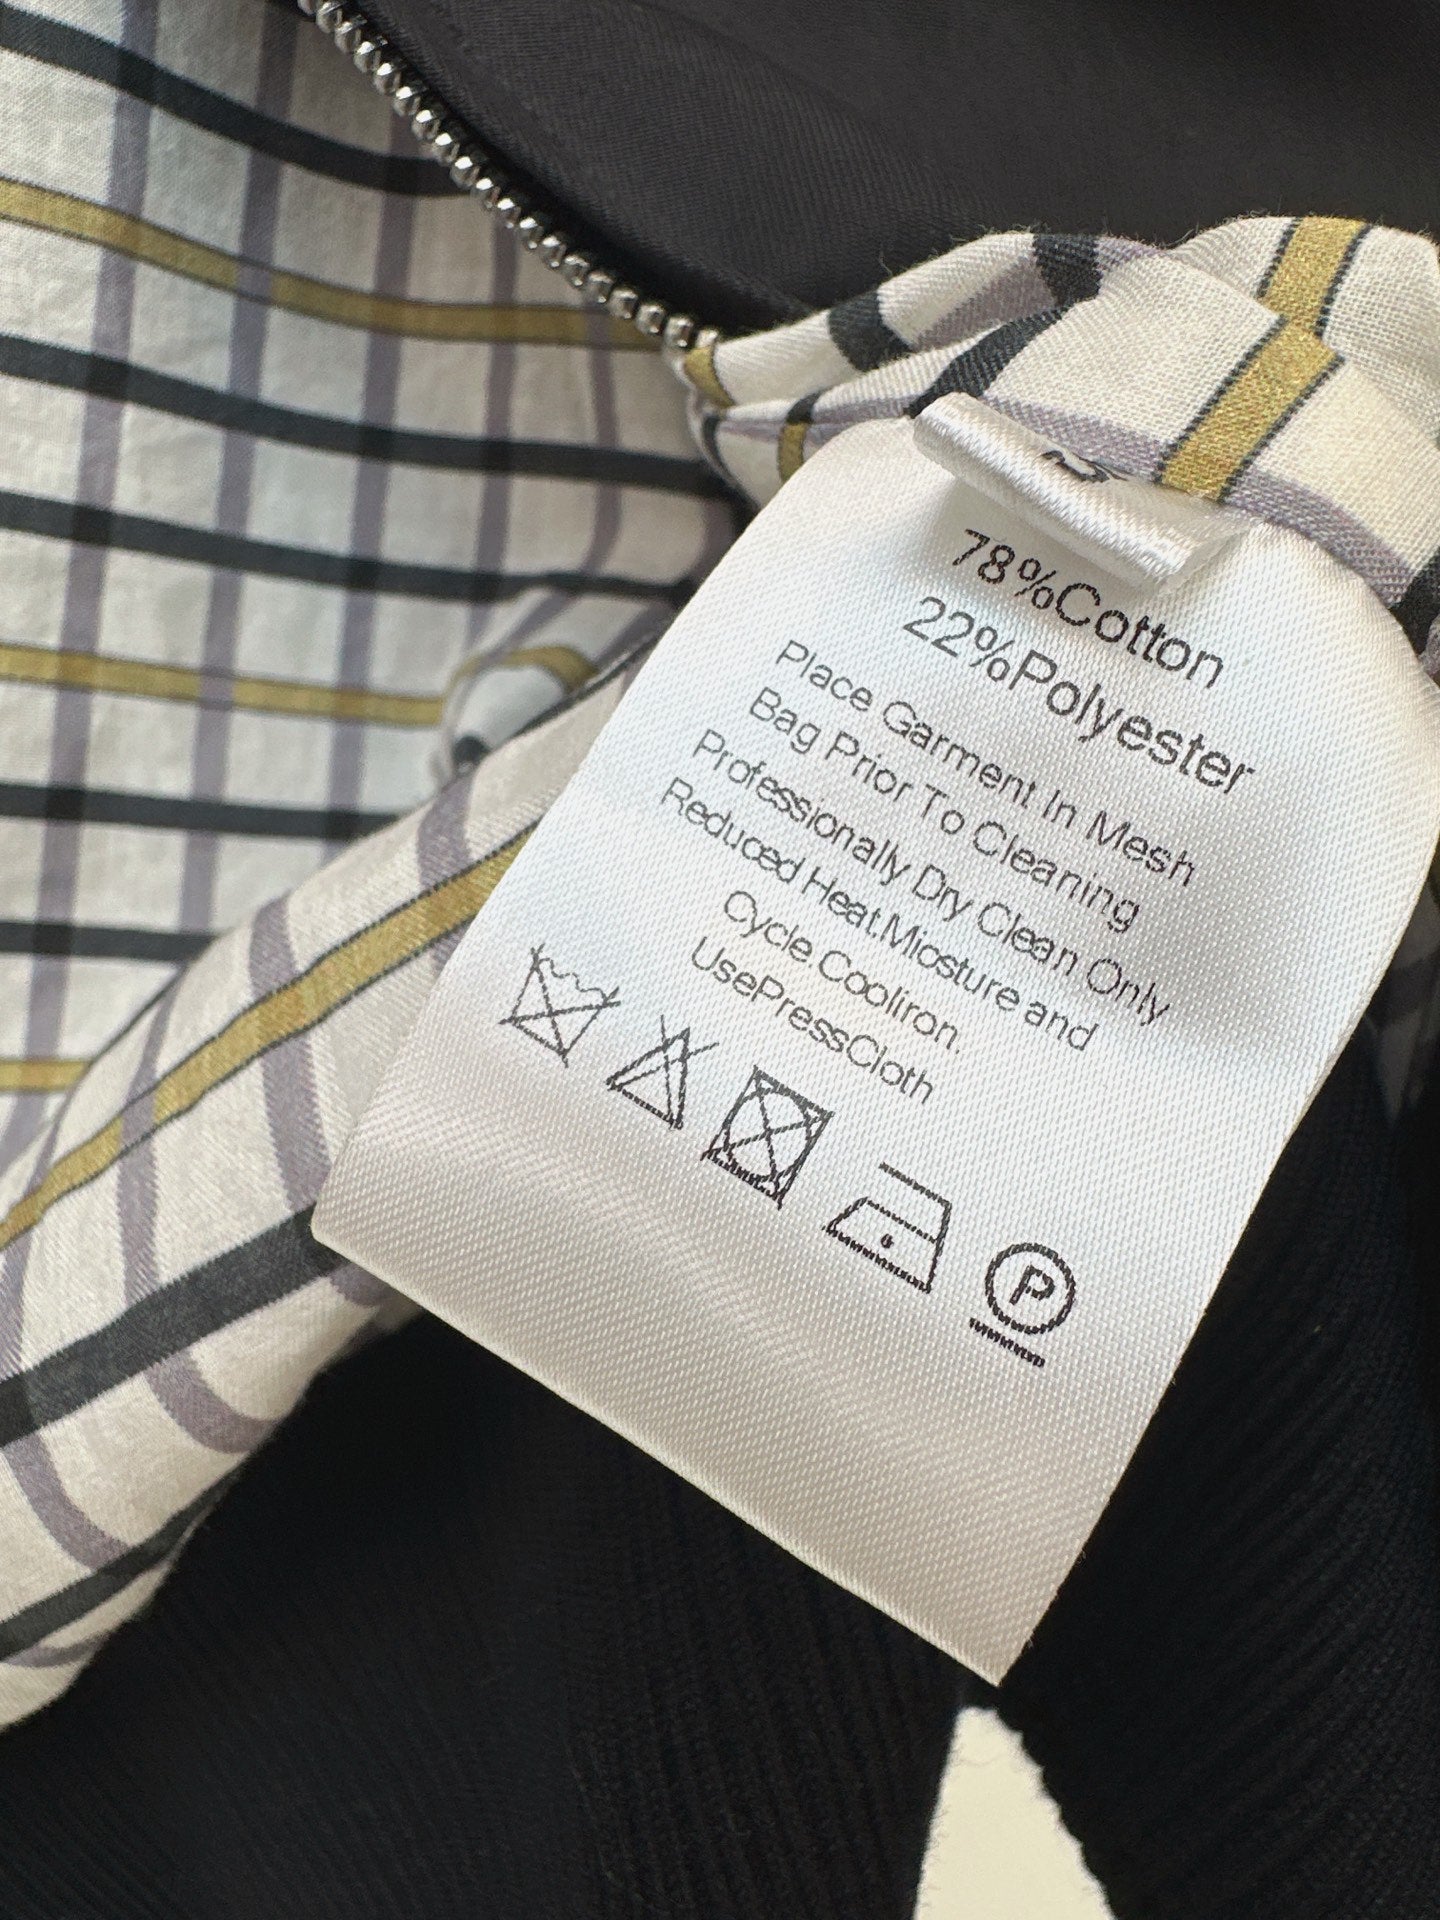 78%Cotton
22%Polyester
Place Garment In Mesh
Bag Prior To Cleaning
Professionally Dry Clean Only
Reduced Heat.Miosture and
Cycle.CoolIron.
UsePressCloth
P